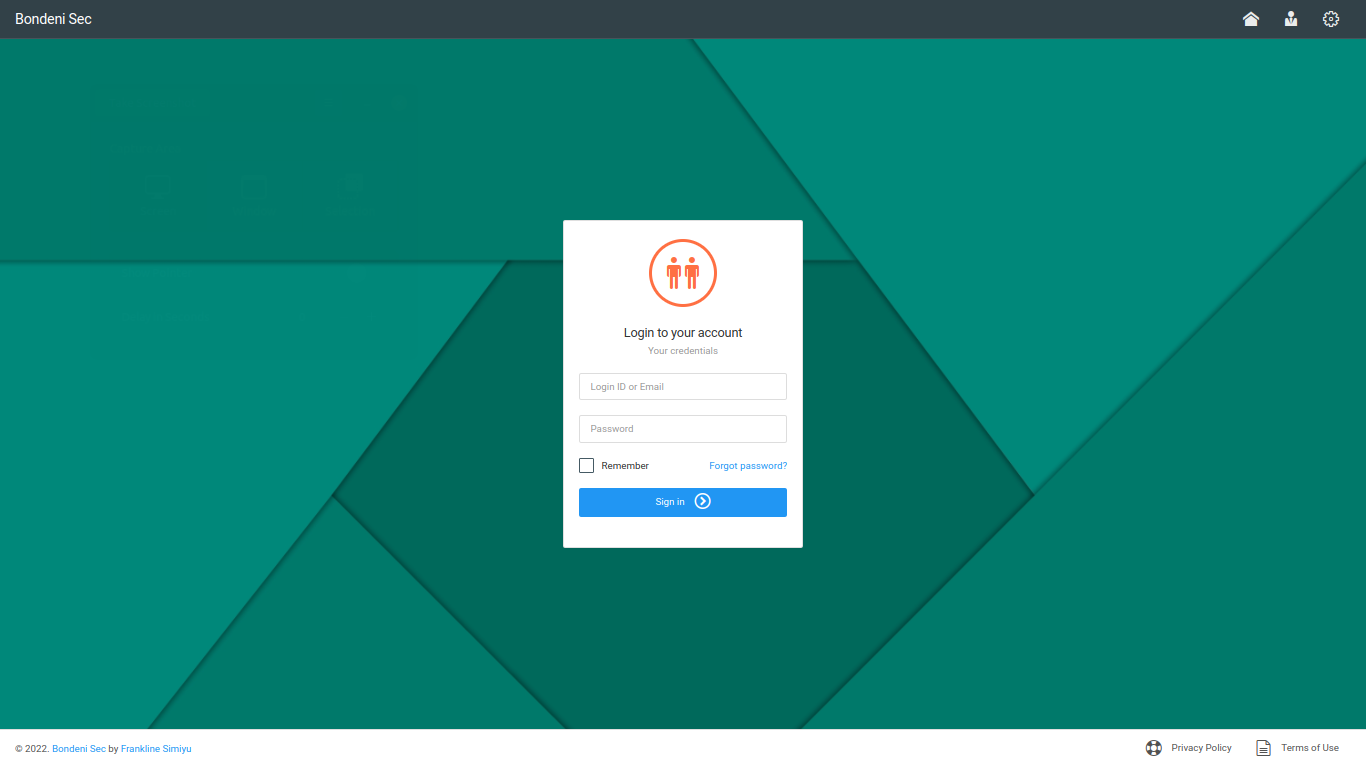 Bondeni Sec
Login to your account
Your credentials
Login ID or Email
Password
Remember Forgot password?
Sign in
© 2022. Bondeni Sec by Frankline Simiyu Privacy Policy Terms of Use